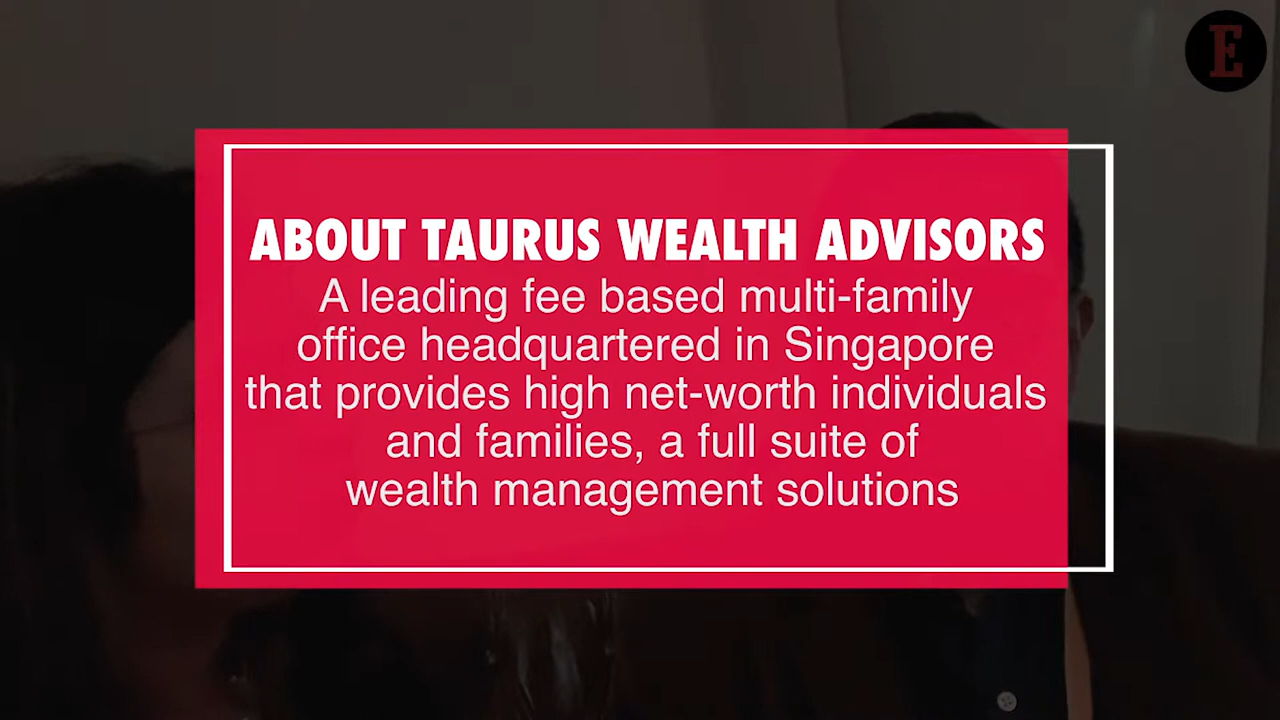 E
ABOUT TAURUS WEALTH ADVISORS
A leading fee based multi-family
office headquartered in Singapore
that provides high net-worth individuals
and families, a full suite of
wealth management solutions